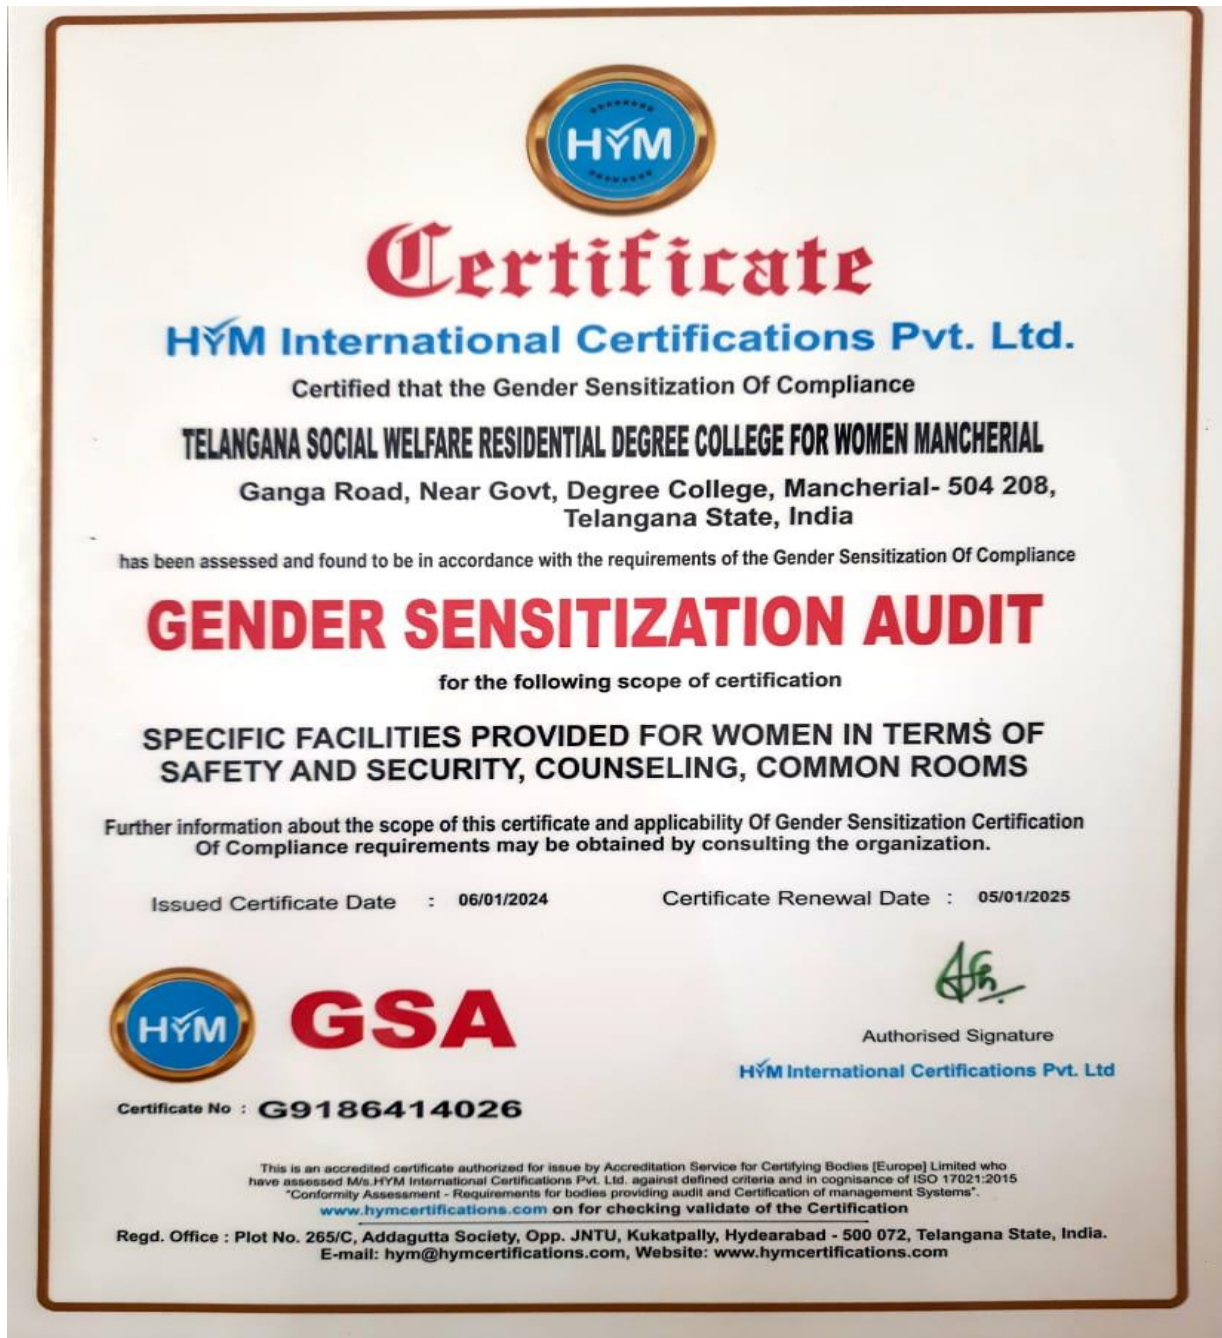 HYM
Certificate
HYM International Certifications Pvt. Ltd.
Certified that the Gender Sensitization Of Compliance
TELANGANA SOCIAL WELFARE RESIDENTIAL DEGREE COLLEGE FOR WOMEN MANCHERIAL
Ganga Road, Near Govt, Degree College, Mancherial- 504 208,
Telangana State, India
has been assessed and found to be in accordance with the requirements of the Gender Sensitization Of Compliance
GENDER SENSITIZATION AUDIT
for the following scope of certification
SPECIFIC FACILITIES PROVIDED FOR WOMEN IN TERMS OF
SAFETY AND SECURITY, COUNSELING, COMMON ROOMS
Further information about the scope of this certificate and applicability Of Gender Sensitization Certification
Of Compliance requirements may be obtained by consulting the organization.
Issued Certificate Date : 06/01/2024 Certificate Renewal Date : 05/01/2025
HYM GSA
Authorised Signature
HYM International Certifications Pvt. Ltd
Certificate No : G9186414026
This is an accredited certificate authorized for issue by Accreditation Service for Certifying Bodies [Europe] Limited who
have assessed M/s.HYM International Certifications Pvt. Ltd. against defined criteria and in cognisance of ISO 17021:2015
"Conformity Assessment - Requirements for bodies providing audit and Certification of management Systems".
www.hymcertifications.com on for checking validate of the Certification
Regd. Office : Plot No. 265/C, Addagutta Society, Opp. JNTU, Kukatpally, Hydearabad - 500 072, Telangana State, India.
E-mail: hym@hymcertifications.com, Website: www.hymcertifications.com